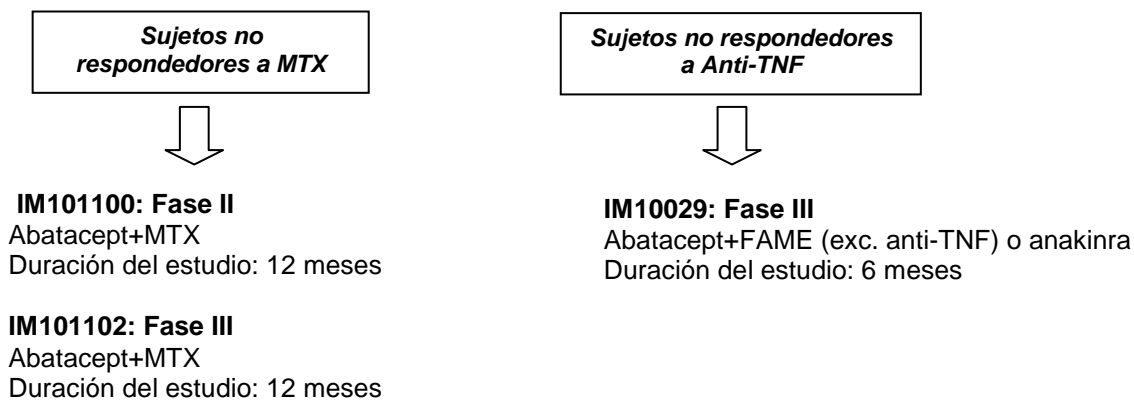 Sujetos no
respondedores a MTX
IM101100: Fase II
Abatacept+MTX
Duración del estudio: 12 meses
IM101102: Fase III
Abatacept+MTX
Duración del estudio: 12 meses
Sujetos no respondedores
a Anti-TNF
IM10029: Fase III
Abatacept+FAME (exc. anti-TNF) o anakinra
Duración del estudio: 6 meses